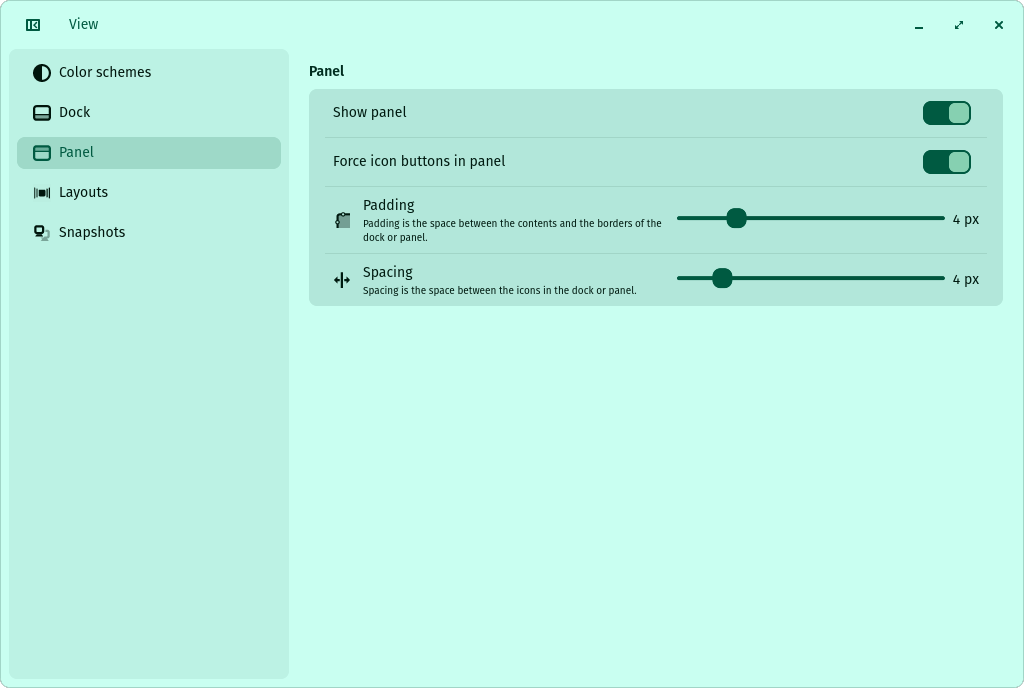 View
Color schemes
Dock
Panel
Layouts
Snapshots
Panel
Show panel
Force icon buttons in panel
Padding
Padding is the space between the contents and the borders of the
dock or panel.
4 px
Spacing
Spacing is the space between the icons in the dock or panel.
4 px